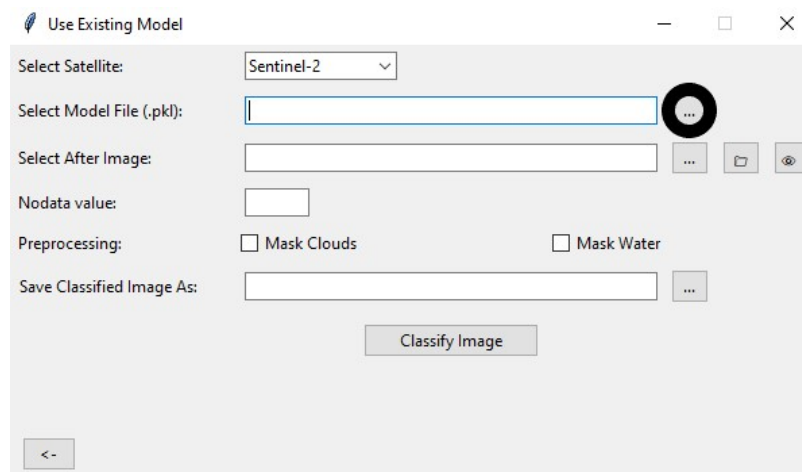 Use Existing Model
Select Satellite: Sentinel-2
Select Model File (.pkl): ...
Select After Image: ...
Nodata value:
Preprocessing: Mask Clouds Mask Water
Save Classified Image As: ...
Classify Image
<-